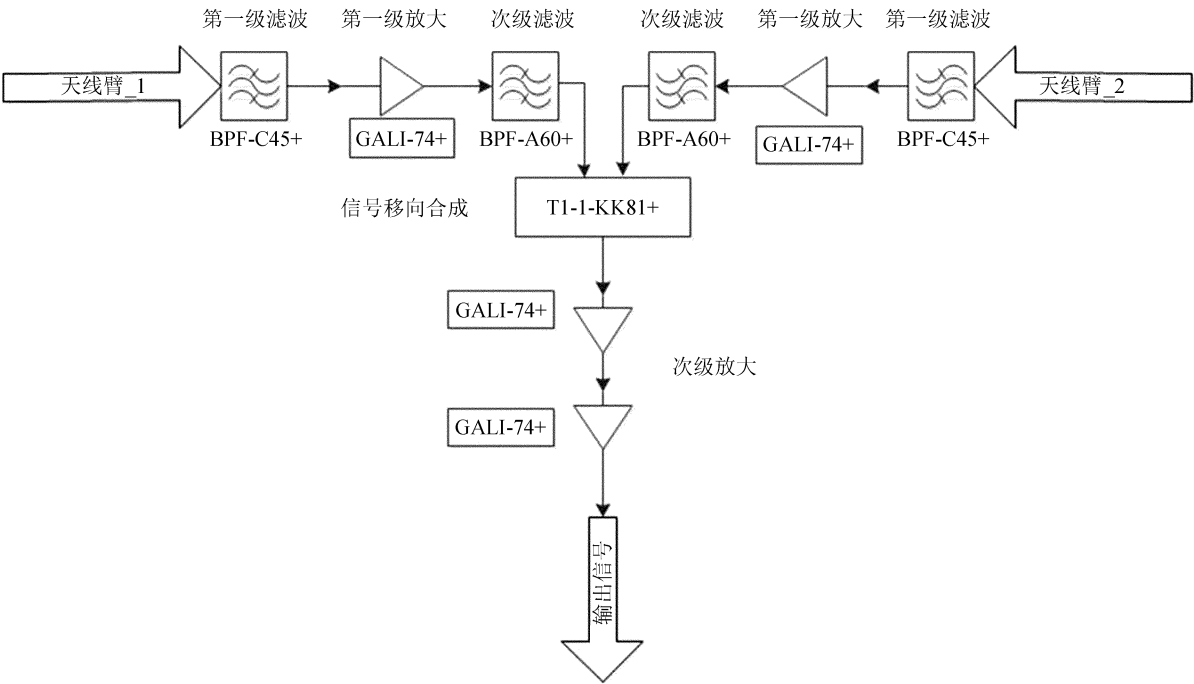 第一级滤波
第一级放大
次级滤波
次级滤波
第一级放大
第一级滤波
天线臂_1
天线臂_2
BPF-C45+
GALI-74+
BPF-A60+
BPF-A60+
GALI-74+
BPF-C45+
信号移向合成
T1-1-KK81+
GALI-74+
次级放大
GALI-74+
输出信号